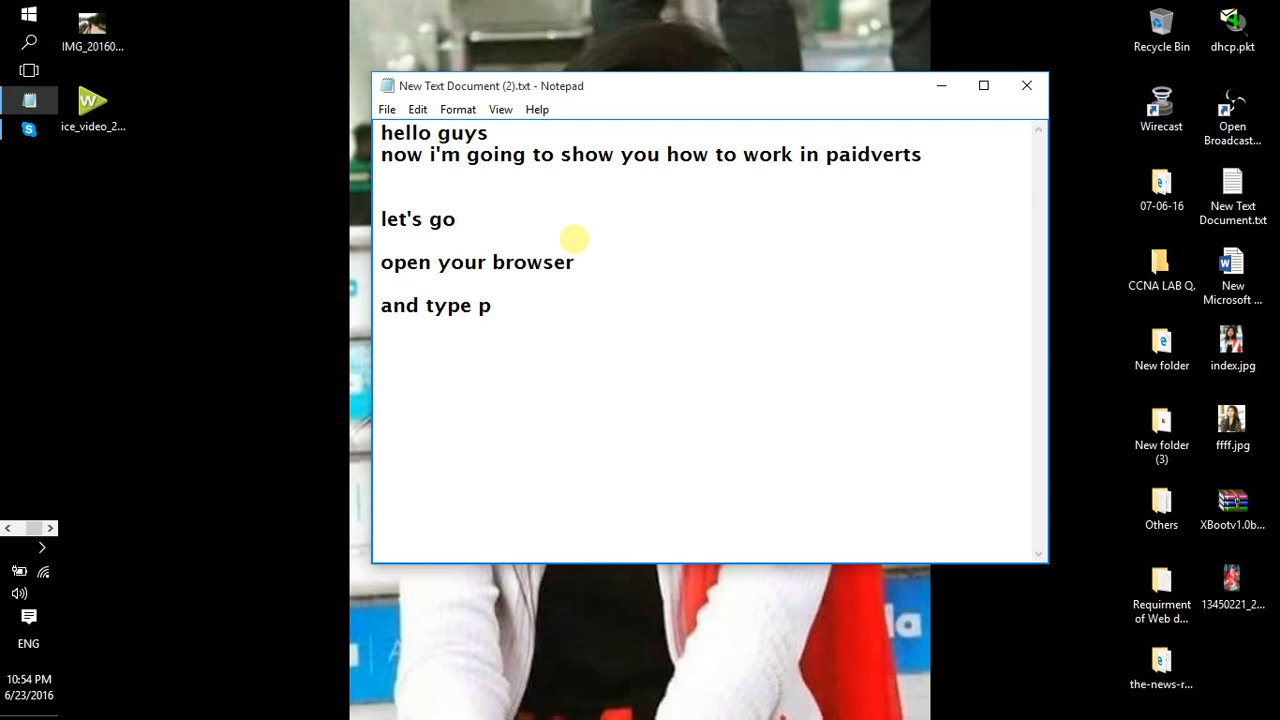 IMG_20160...
ice_video_2...
New Text Document (2).txt - Notepad
File Edit Format View Help
hello guys
now i'm going to show you how to work in paidverts
let's go
open your browser
and type p
Recycle Bin
dhcp.pkt
Wirecast
Open
Broadcast...
07-06-16
New Text
Document.txt
CCNA LAB Q.
New
Microsoft ...
New folder
index.jpg
New folder
(3)
ffff.jpg
Others
XBootv1.0b...
Requirment
of Web d...
13450221_2...
the-news-r...
ENG
10:54 PM
6/23/2016